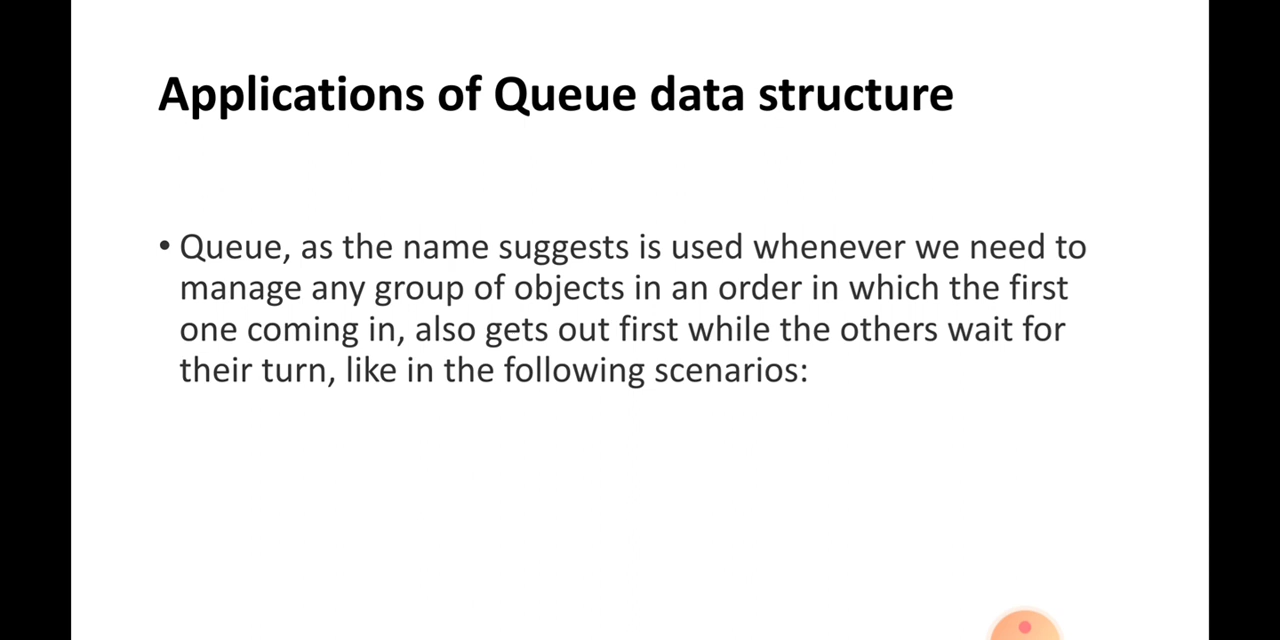 Applications of Queue data structure
• Queue, as the name suggests is used whenever we need to
manage any group of objects in an order in which the first
one coming in, also gets out first while the others wait for
their turn, like in the following scenarios: